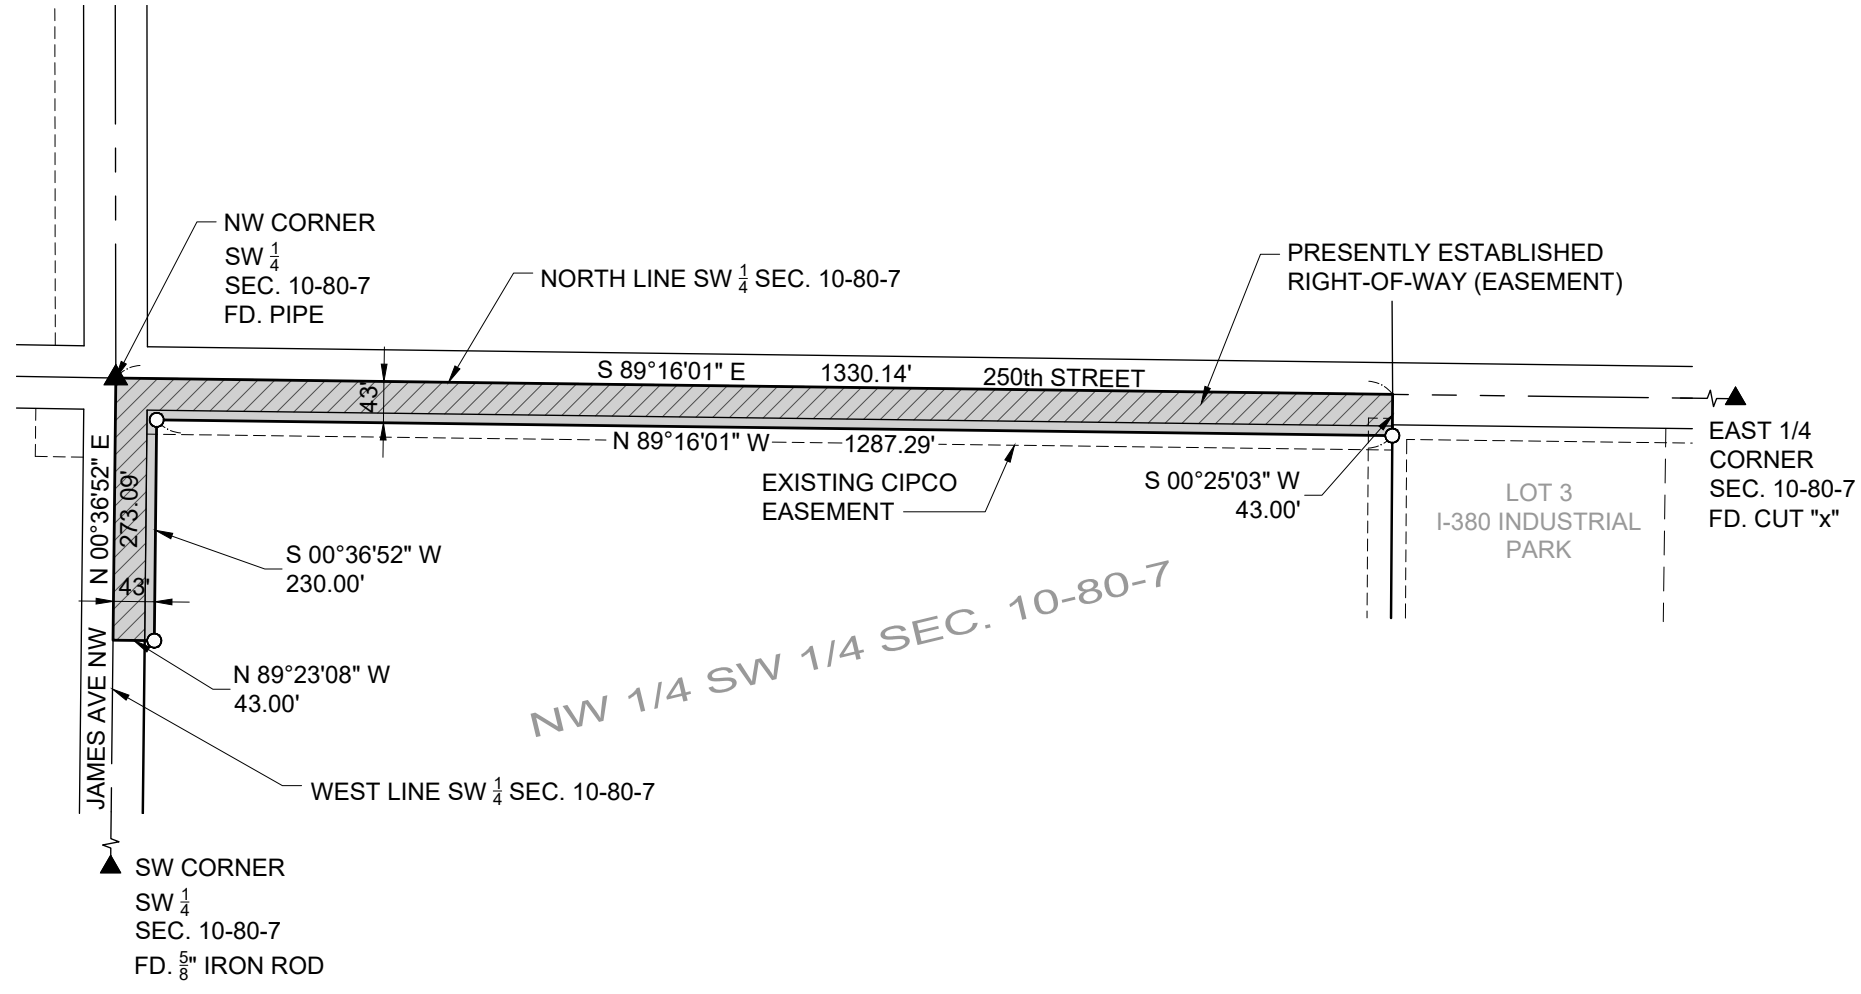 NW CORNER
SW 1/4
SEC. 10-80-7
FD. PIPE
NORTH LINE SW 1/4 SEC. 10-80-7
PRESENTLY ESTABLISHED
RIGHT-OF-WAY (EASEMENT)
S 89°16'01" E 1330.14' 250th STREET
43'
N 89°16'01" W 1287.29'
EXISTING CIPCO
EASEMENT
S 00°25'03" W
43.00'
EAST 1/4
CORNER
SEC. 10-80-7
FD. CUT "x"
LOT 3
I-380 INDUSTRIAL
PARK
N 00°36'52" E
273.09'
S 00°36'52" W
230.00'
43'
N 89°23'08" W
43.00'
NW 1/4 SW 1/4 SEC. 10-80-7
JAMES AVE NW
WEST LINE SW 1/4 SEC. 10-80-7
SW CORNER
SW 1/4
SEC. 10-80-7
FD. 5/8" IRON ROD